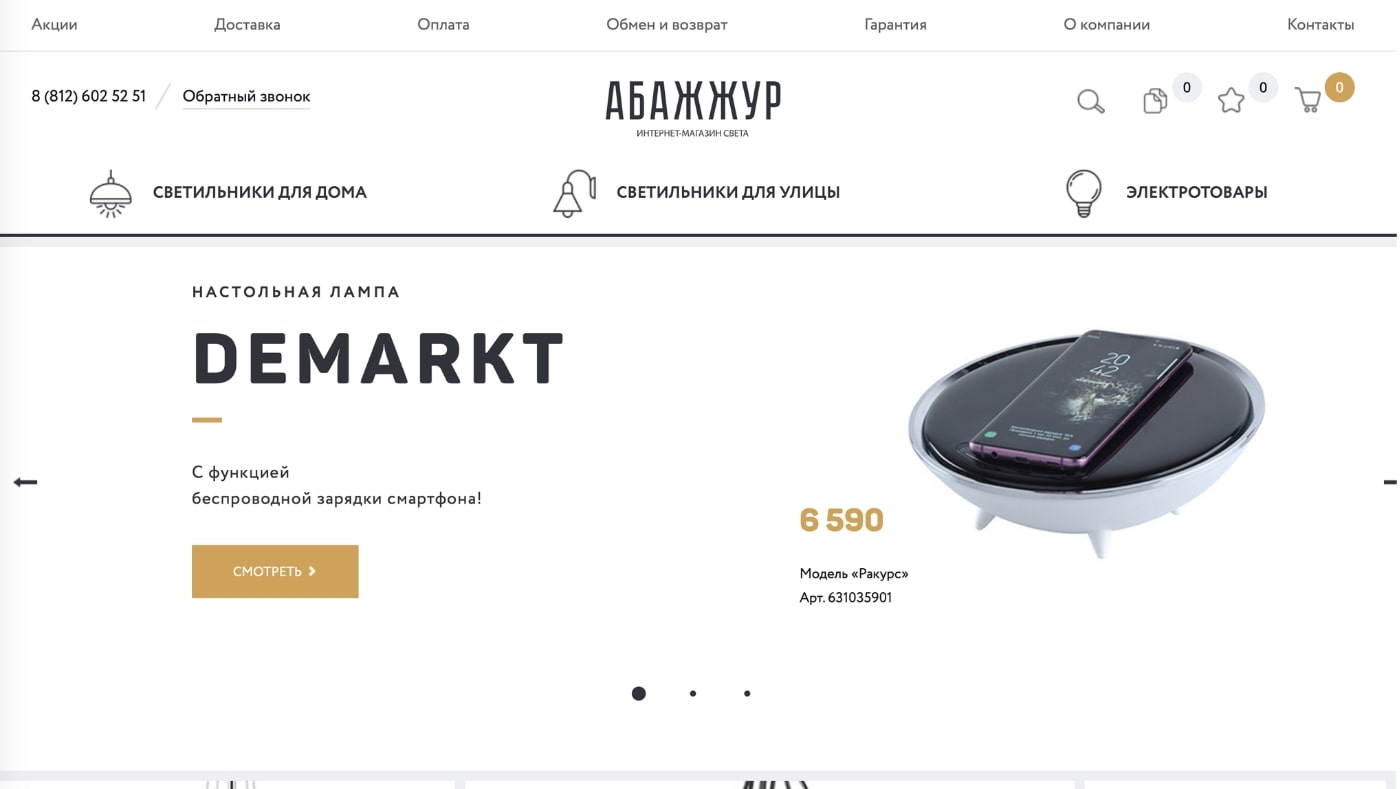 Акции Доставка Оплата Обмен и возврат Гарантия О компании Контакты
8 (812) 602 52 51 Обратный звонок
АБАЖЖУР
ИНТЕРНЕТ-МАГАЗИН СВЕТА
0 0 0
СВЕТИЛЬНИКИ ДЛЯ ДОМА СВЕТИЛЬНИКИ ДЛЯ УЛИЦЫ ЭЛЕКТРОТОВАРЫ
НАСТОЛЬНАЯ ЛАМПА
DEMARKT
С функцией
беспроводной зарядки смартфона!
СМОТРЕТЬ
20
42
6 590
Модель «Ракурс»
Арт. 631035901